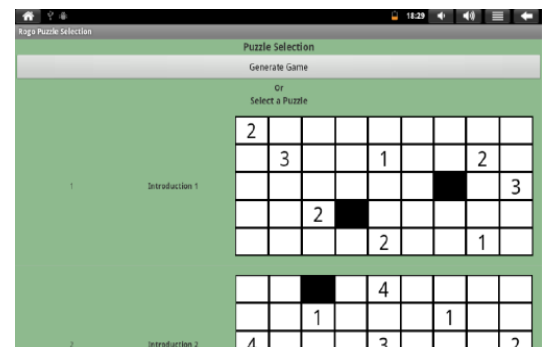 18:29
Rogo Puzzle Selection
Puzzle Selection
Generate Game
Or
Select a Puzzle
2
3 1 2
1 Introduction 1 3
2
2 1
4
1 1
2 Introduction 2 4 3 2